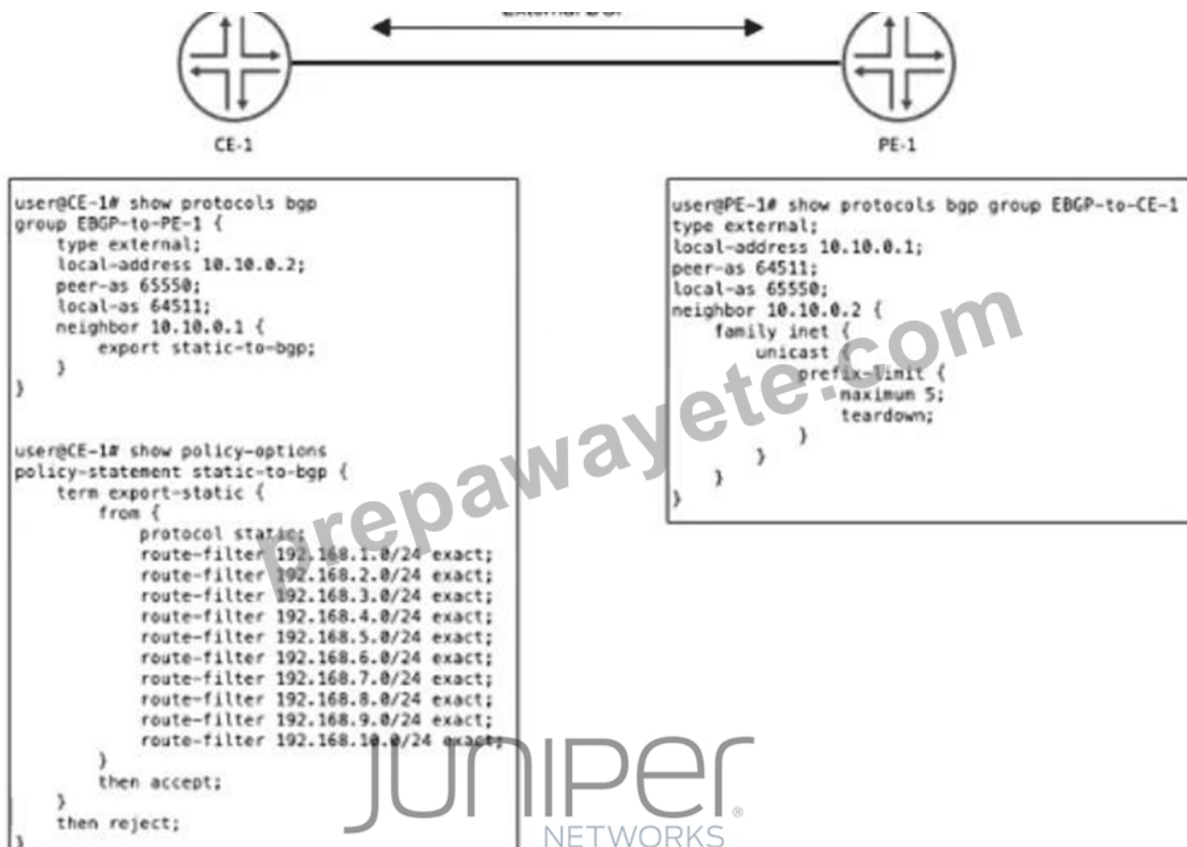 CE-1
PE-1
user@CE-1# show protocols bgp
group EBGP-to-PE-1 {
    type external;
    local-address 10.10.0.2;
    peer-as 65550;
    local-as 64511;
    neighbor 10.10.0.1 {
        export static-to-bgp;
    }
}
user@CE-1# show policy-options
policy-statement static-to-bgp {
    term export-static {
        from {
            protocol static;
            route-filter 192.168.1.0/24 exact;
            route-filter 192.168.2.0/24 exact;
            route-filter 192.168.3.0/24 exact;
            route-filter 192.168.4.0/24 exact;
            route-filter 192.168.5.0/24 exact;
            route-filter 192.168.6.0/24 exact;
            route-filter 192.168.7.0/24 exact;
            route-filter 192.168.8.0/24 exact;
            route-filter 192.168.9.0/24 exact;
            route-filter 192.168.10.0/24 exact;
        }
        then accept;
    }
    then reject;
}
user@PE-1# show protocols bgp group EBGP-to-CE-1
type external;
local-address 10.10.0.1;
peer-as 64511;
local-as 65550;
neighbor 10.10.0.2 {
    family inet {
        unicast {
            prefix-limit {
                maximum 5;
                teardown;
            }
        }
    }
}
prepawayete.com
JUNIPER
NETWORKS